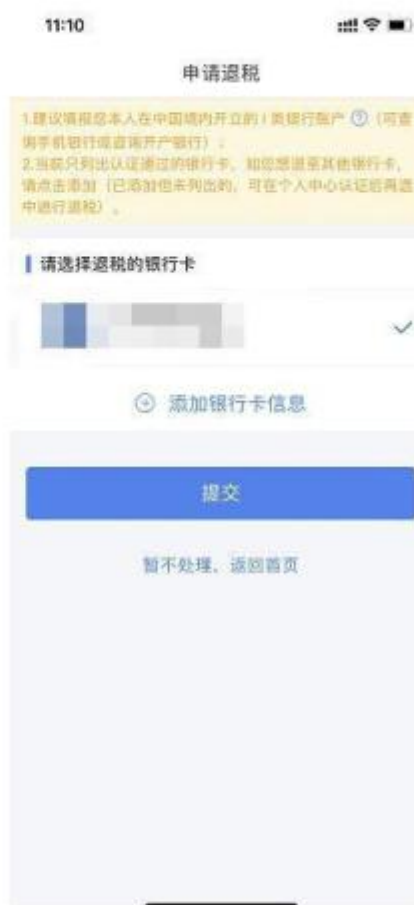 11:10
申请退税
1.建议填报您本人在中国境内开立的I类银行账户 (可查
询手机银行或咨询开户银行);
2.当前只列出认证通过的银行卡,如您想退至其他银行卡,
请点击添加(已添加但未列出的,可在个人中心认证后再选
中进行退税)。
请选择退税的银行卡
添加银行卡信息
提交
暂不处理,返回首页